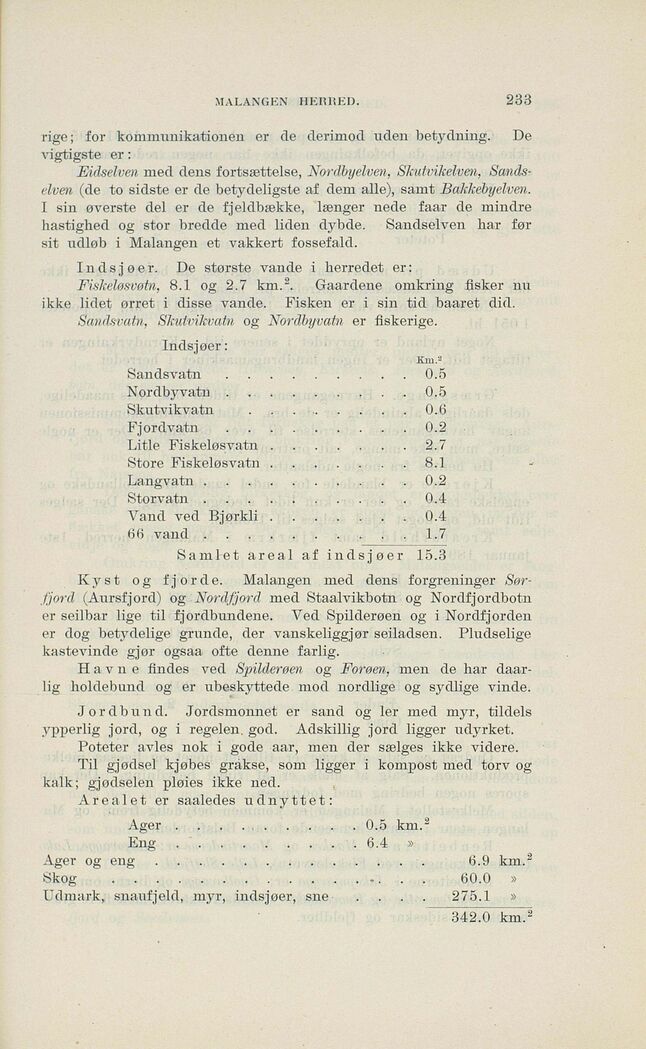 MALANGEN HERRED. 233
rige; for kommunikationen er de derimod uden betydning. De
vigtigste er:
Eidselven med dens fortsættelse, Nordbyelven, Skutvikelven, Sands-
elven (de to sidste er de betydeligste af dem alle), samt Bakkebyelven.
I sin øverste del er de fjeldbække, længer nede faar de mindre
hastighed og stor bredde med liden dybde. Sandselven har før
sit udløb i Malangen et vakkert fossefald.
Indsjøer. De største vande i herredet er:
Fiskeløsvøtn, 8.1 og 2.7 km.². Gaardene omkring fisker nu
ikke lidet ørret i disse vande. Fisken er i sin tid baaret did.
Sandsvatn, Skutvikvatn og Nordbyvatn er fiskerige.
Indsjøer:
Km.²
Sandsvatn . . . . . . . . 0.5
Nordbyvatn . . . . . . . . 0.5
Skutvikvatn . . . . . . . 0.6
Fjordvatn . . . . . . . . 0.2
Litle Fiskeløsvatn . . . . . . 2.7
Store Fiskeløsvatn . . . . . . 8.1
Langvatn . . . . . . . . . 0.2
Storvatn . . . . . . . . . 0.4
Vand ved Bjørkli . . . . . . 0.4
66 vand . . . . . . . . . 1.7
Samlet areal af indsjøer 15.3
Kyst og fjorde. Malangen med dens forgreninger Sør-
fjord (Aursfjord) og Nordfjord med Staalvikbotn og Nordfjordbotn
er seilbar lige til fjordbundene. Ved Spilderøen og i Nordfjorden
er dog betydelige grunde, der vanskeliggjør seiladsen. Pludselige
kastevinde gjør ogsaa ofte denne farlig.
Havne findes ved Spilderøen og Forøen, men de har daar-
lig holdebund og er ubeskyttede mod nordlige og sydlige vinde.
Jordbund. Jordsmonnet er sand og ler med myr, tildels
ypperlig jord, og i regelen god. Adskillig jord ligger udyrket.
Poteter avles nok i gode aar, men der sælges ikke videre.
Til gjødsel kjøbes grakse, som ligger i kompost med torv og
kalk; gjødselen pløies ikke ned.
Arealet er saaledes udnyttet:
Ager . . . . . . . . . 0.5 km.²
Eng . . . . . . . . . 6.4 »
Ager og eng . . . . . . . . . . . . . 6.9 km.²
Skog . . . . . . . . . . . . . . . 60.0 »
Udmark, snaufjeld, myr, indsjøer, sne . . . . 275.1 »
342.0 km.²